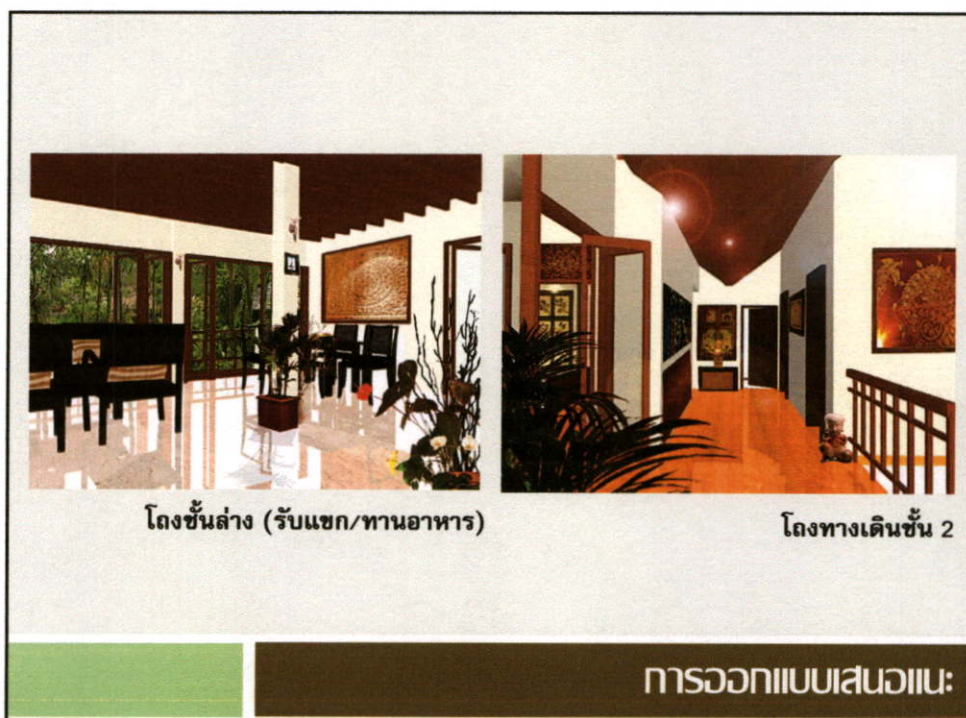 โถงชั้นล่าง (รับแขก/ทานอาหาร)
โถงทางเดินชั้น 2
การออกแบบเสนอแนะ